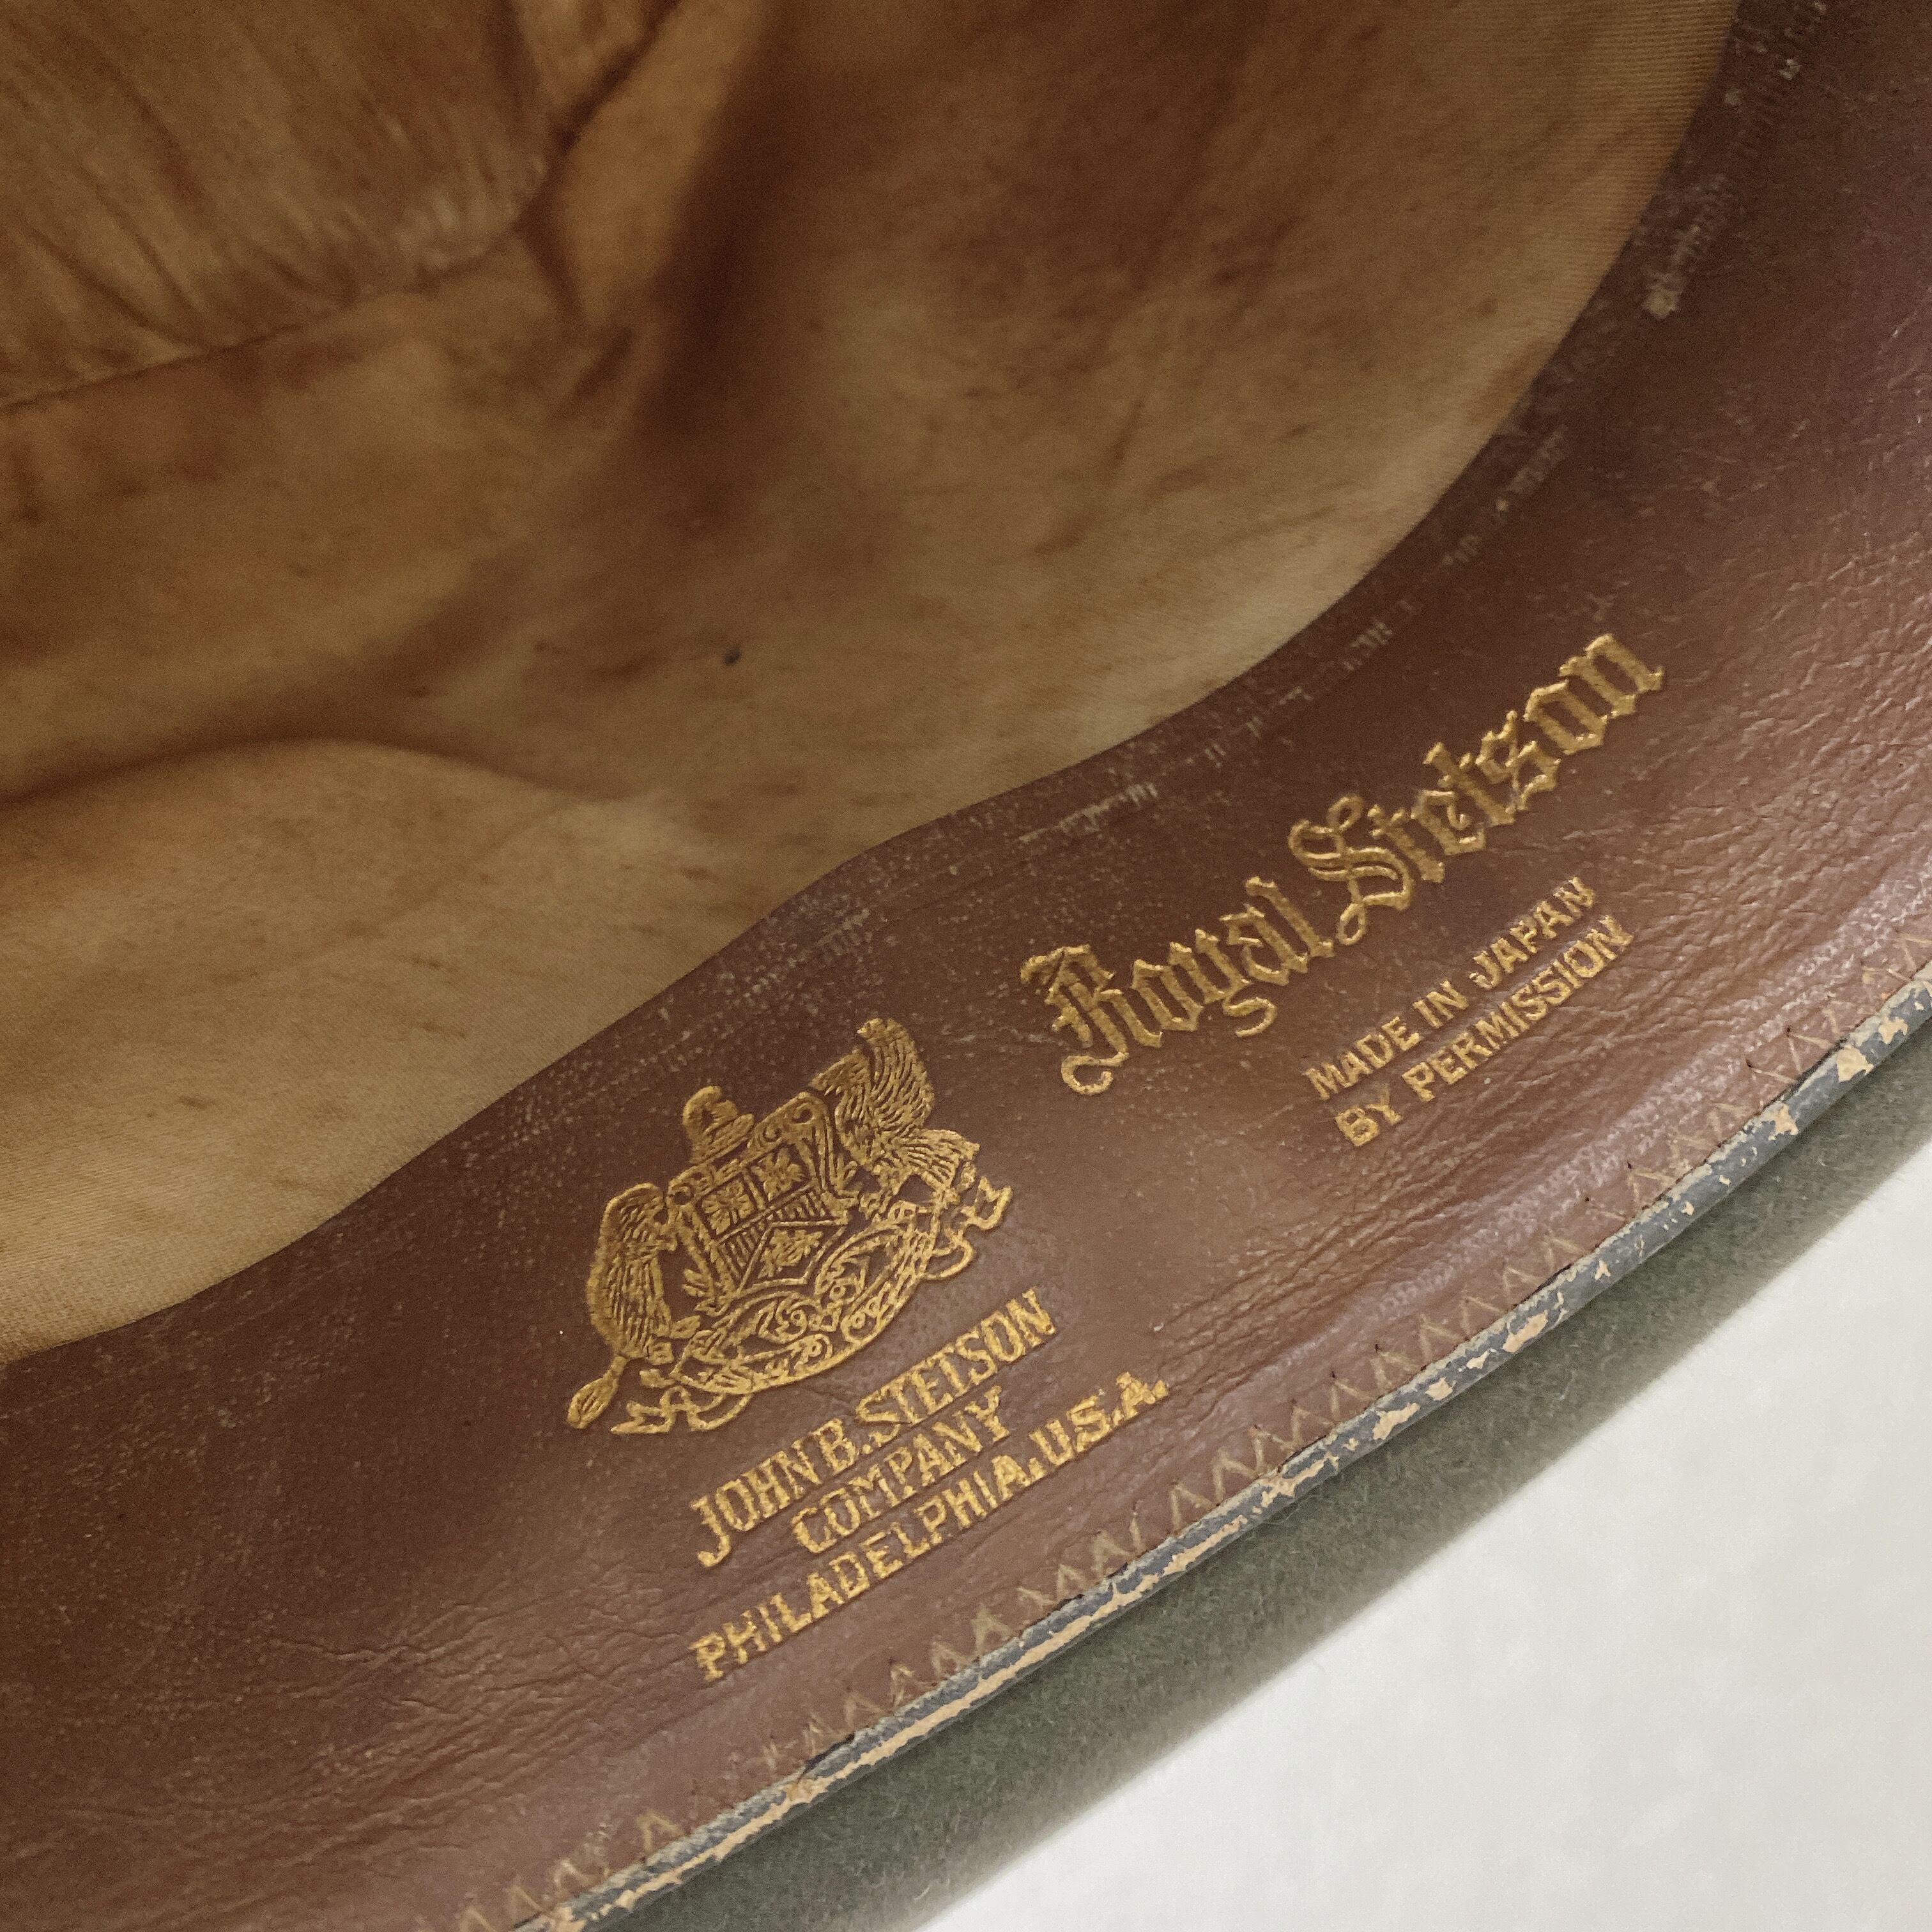 Royal Stetson
MADE IN JAPAN
BY PERMISSION
JOHN B. STETSON
COMPANY
PHILADELPHIA, U.S.A.